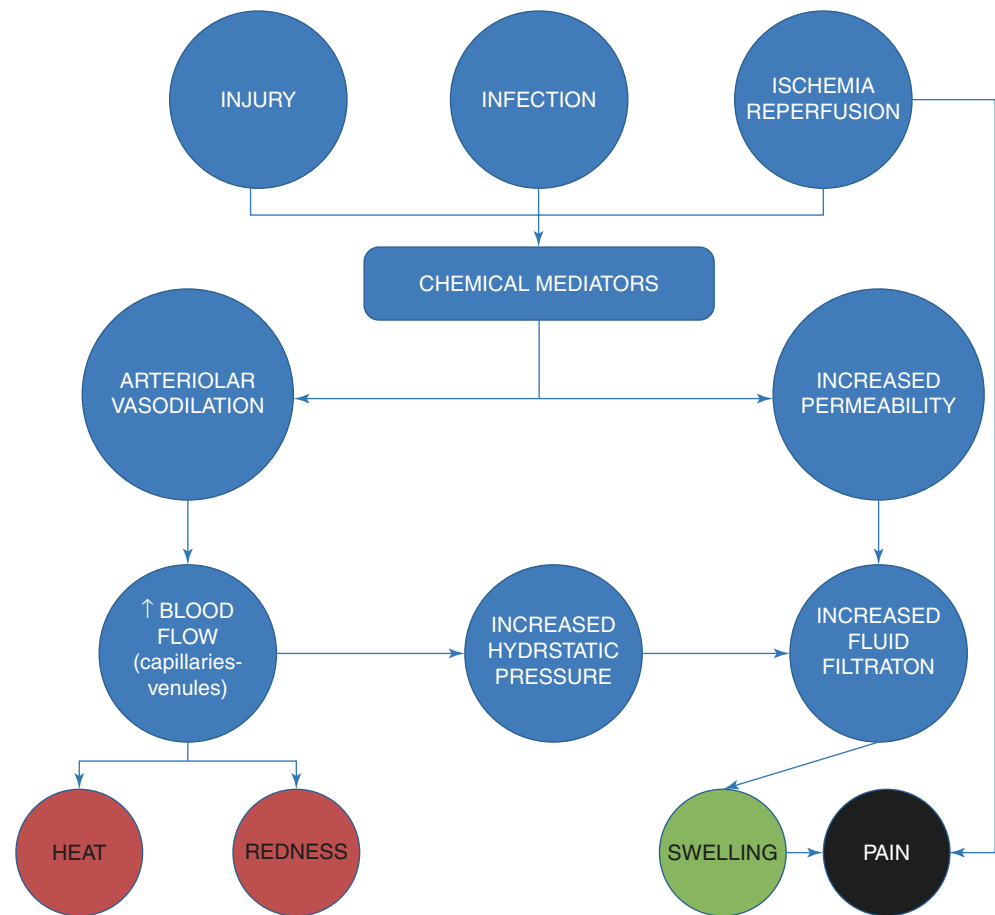 INJURY
INFECTION
ISCHEMIA
REPERFUSION
CHEMICAL MEDIATORS
ARTERIOLAR
VASODILATION
INCREASED
PERMEABILITY
↑ BLOOD
FLOW
(capillaries-
venules)
INCREASED
HYDRSTATIC
PRESSURE
INCREASED
FLUID
FILTRATON
HEAT
REDNESS
SWELLING
PAIN